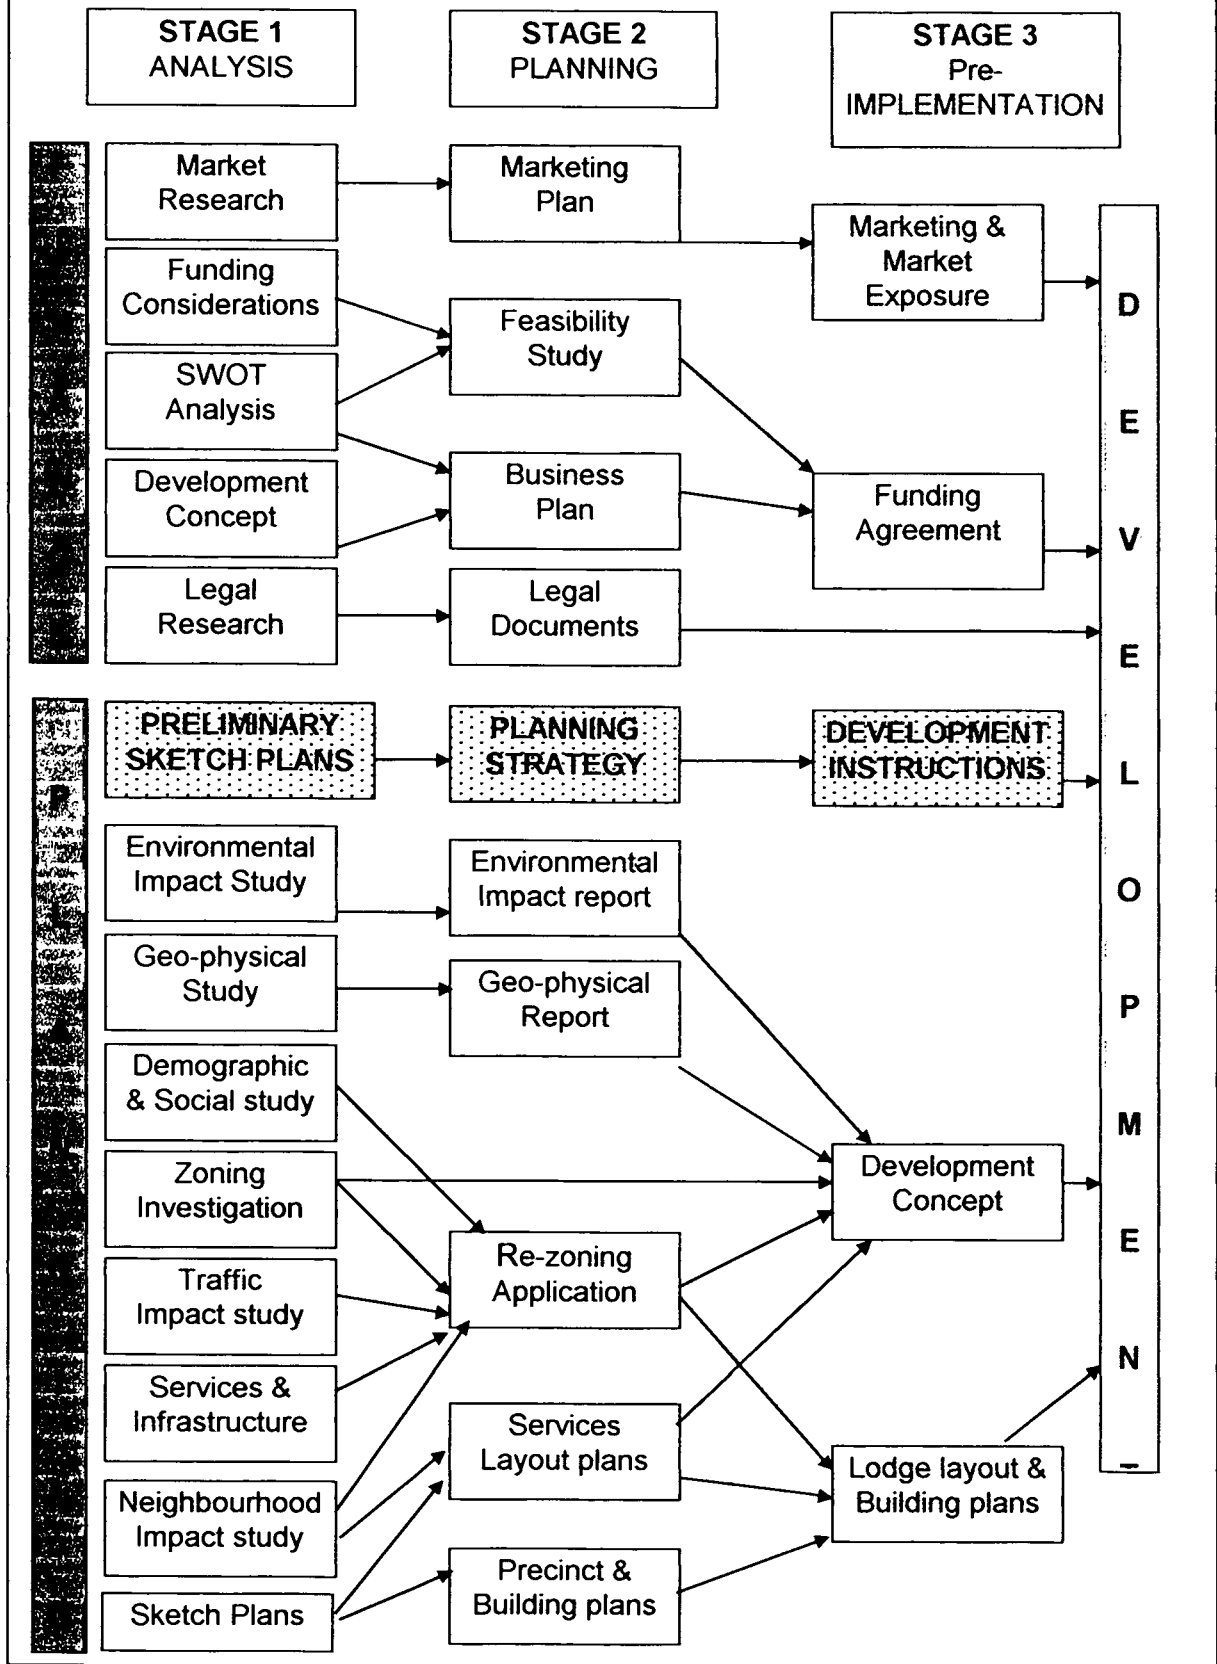 STAGE 1
ANALYSIS
STAGE 2
PLANNING
STAGE 3
Pre-
IMPLEMENTATION
Market
Research
Marketing
Plan
Marketing &
Market
Exposure
Funding
Considerations
Feasibility
Study
SWOT
Analysis
Development
Concept
Business
Plan
Funding
Agreement
Legal
Research
Legal
Documents
PRELIMINARY
SKETCH PLANS
PLANNING
STRATEGY
DEVELOPMENT
INSTRUCTIONS
Environmental
Impact Study
Environmental
Impact report
Geo-physical
Study
Geo-physical
Report
Demographic
& Social study
Zoning
Investigation
Development
Concept
Traffic
Impact study
Re-zoning
Application
Services &
Infrastructure
Services
Layout plans
Lodge layout &
Building plans
Neighbourhood
Impact study
Precinct &
Building plans
Sketch Plans
D
E
V
E
L
O
P
M
E
N